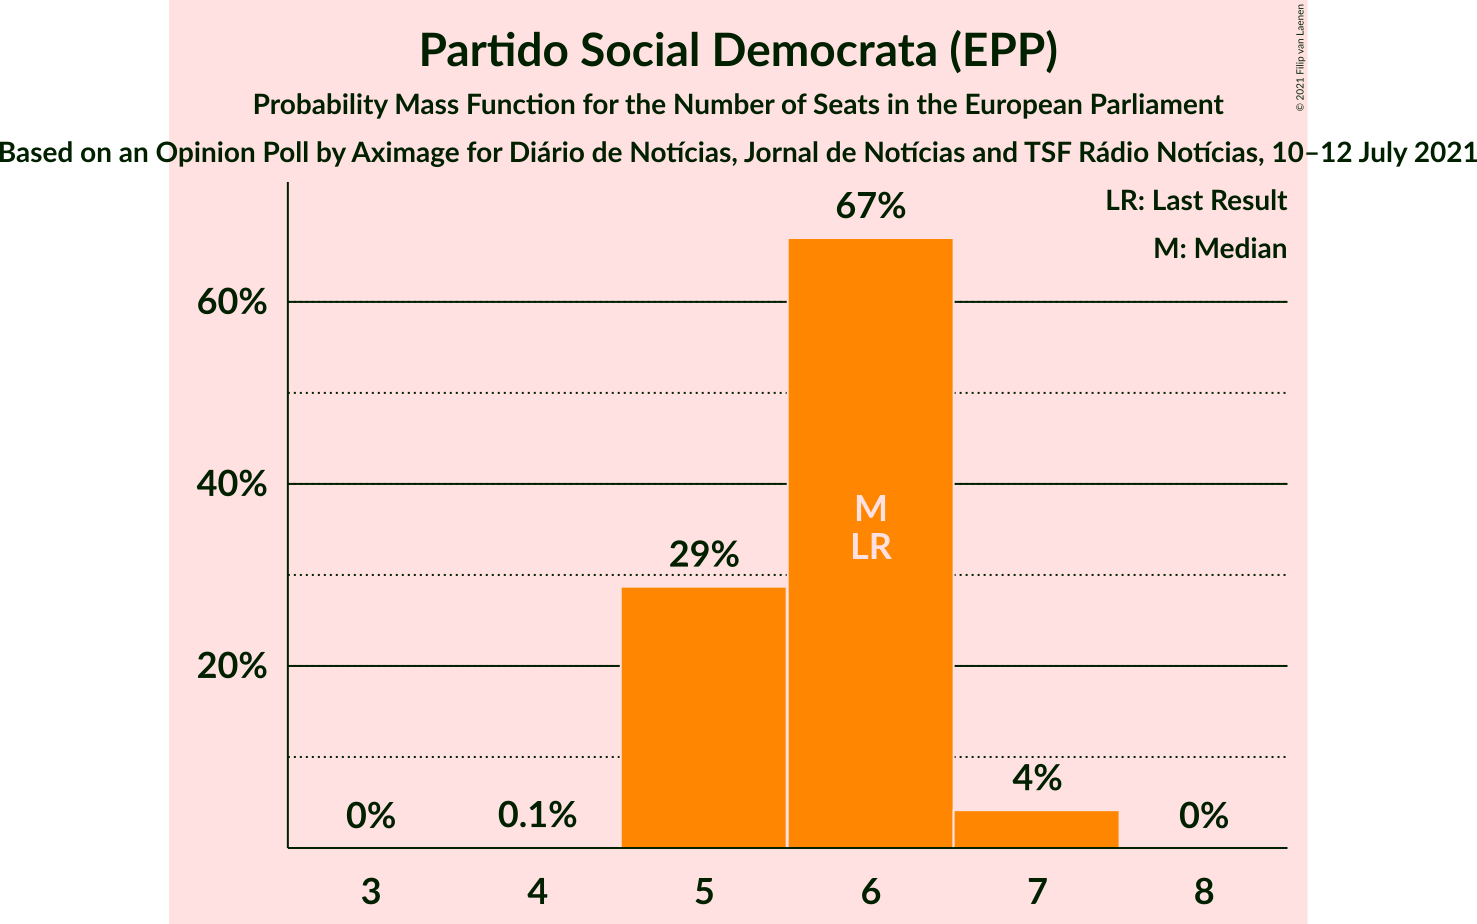 Partido Social Democrata (EPP)
Probability Mass Function for the Number of Seats in the European Parliament
Based on an Opinion Poll by Aximage for Diário de Notícias, Jornal de Notícias and TSF Rádio Notícias, 10–12 July 2021
© 2021 Filip van Laenen
LR: Last Result
M: Median
67%
60%
40%
M
LR
29%
20%
4%
0%
0.1%
0%
3 4 5 6 7 8